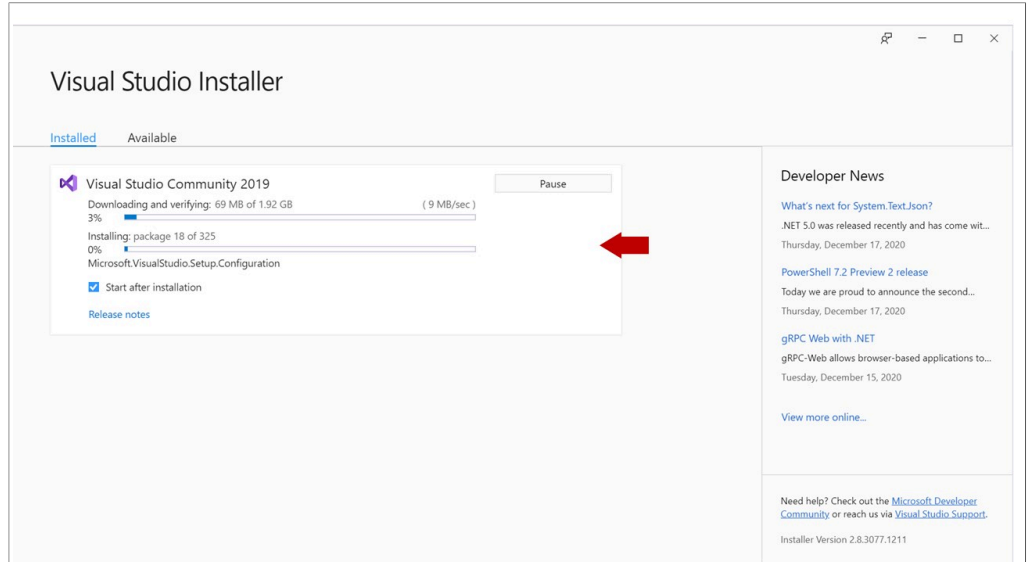 Visual Studio Installer
Installed
Available
Visual Studio Community 2019
Pause
Downloading and verifying: 69 MB of 1.92 GB
( 9 MB/sec )
3%
Installing: package 18 of 325
0%
Microsoft.VisualStudio.Setup.Configuration
Start after installation
Release notes
Developer News
What's next for System.Text.Json?
.NET 5.0 was released recently and has come wit...
Thursday, December 17, 2020
PowerShell 7.2 Preview 2 release
Today we are proud to announce the second...
Thursday, December 17, 2020
gRPC Web with .NET
gRPC-Web allows browser-based applications to...
Tuesday, December 15, 2020
View more online...
Need help? Check out the Microsoft Developer
Community or reach us via Visual Studio Support.
Installer Version 2.8.3077.1211